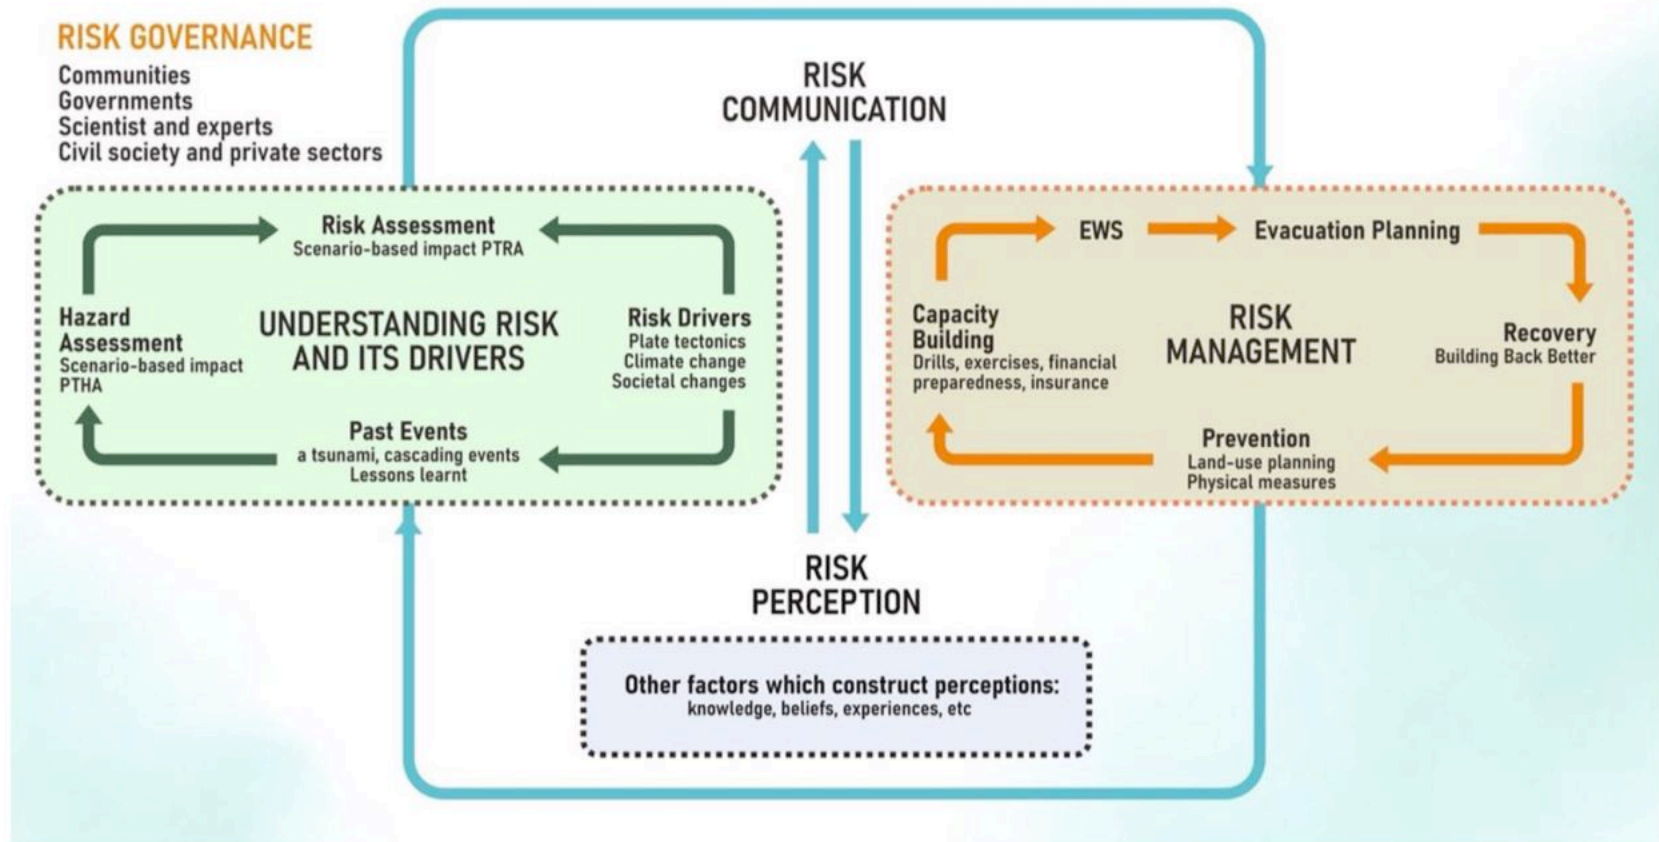 RISK GOVERNANCE
Communities
Governments
Scientist and experts
Civil society and private sectors
RISK
COMMUNICATION
Risk Assessment
Scenario-based impact PTRA
Hazard
Assessment
Scenario-based impact
PTHA
UNDERSTANDING RISK
AND ITS DRIVERS
Risk Drivers
Plate tectonics
Climate change
Societal changes
Past Events
a tsunami, cascading events
Lessons learnt
EWS
Evacuation Planning
Capacity
Building
Drills, exercises, financial
preparedness, insurance
RISK
MANAGEMENT
Recovery
Building Back Better
Prevention
Land-use planning
Physical measures
RISK
PERCEPTION
Other factors which construct perceptions:
knowledge, beliefs, experiences, etc